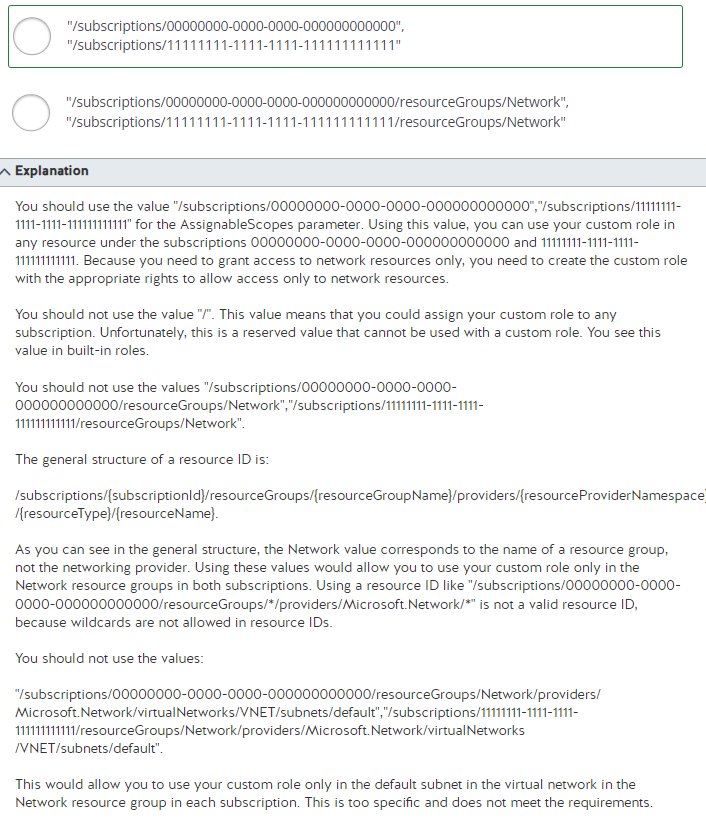 "/subscriptions/00000000-0000-0000-000000000000",
"/subscriptions/11111111-1111-1111-111111111111"
"/subscriptions/00000000-0000-0000-000000000000/resourceGroups/Network",
"/subscriptions/11111111-1111-1111-111111111111/resourceGroups/Network"
Explanation
You should use the value "/subscriptions/00000000-0000-0000-000000000000","/subscriptions/11111111-
1111-1111-111111111111" for the AssignableScopes parameter. Using this value, you can use your custom role in
any resource under the subscriptions 00000000-0000-0000-000000000000 and 11111111-1111-1111-
111111111111. Because you need to grant access to network resources only, you need to create the custom role
with the appropriate rights to allow access only to network resources.
You should not use the value "/". This value means that you could assign your custom role to any
subscription. Unfortunately, this is a reserved value that cannot be used with a custom role. You see this
value in built-in roles.
You should not use the values "/subscriptions/00000000-0000-0000-
000000000000/resourceGroups/Network","/subscriptions/11111111-1111-1111-
111111111111/resourceGroups/Network".
The general structure of a resource ID is:
/subscriptions/{subscriptionId}/resourceGroups/{resourceGroupName}/providers/{resourceProviderNamespace}
/{resourceType}/{resourceName}.
As you can see in the general structure, the Network value corresponds to the name of a resource group,
not the networking provider. Using these values would allow you to use your custom role only in the
Network resource groups in both subscriptions. Using a resource ID like "/subscriptions/00000000-0000-
0000-000000000000/resourceGroups/*/providers/Microsoft.Network/*" is not a valid resource ID,
because wildcards are not allowed in resource IDs.
You should not use the values:
"/subscriptions/00000000-0000-0000-000000000000/resourceGroups/Network/providers/
Microsoft.Network/virtualNetworks/VNET/subnets/default","/subscriptions/11111111-1111-1111-
111111111111/resourceGroups/Network/providers/Microsoft.Network/virtualNetworks
/VNET/subnets/default".
This would allow you to use your custom role only in the default subnet in the virtual network in the
Network resource group in each subscription. This is too specific and does not meet the requirements.